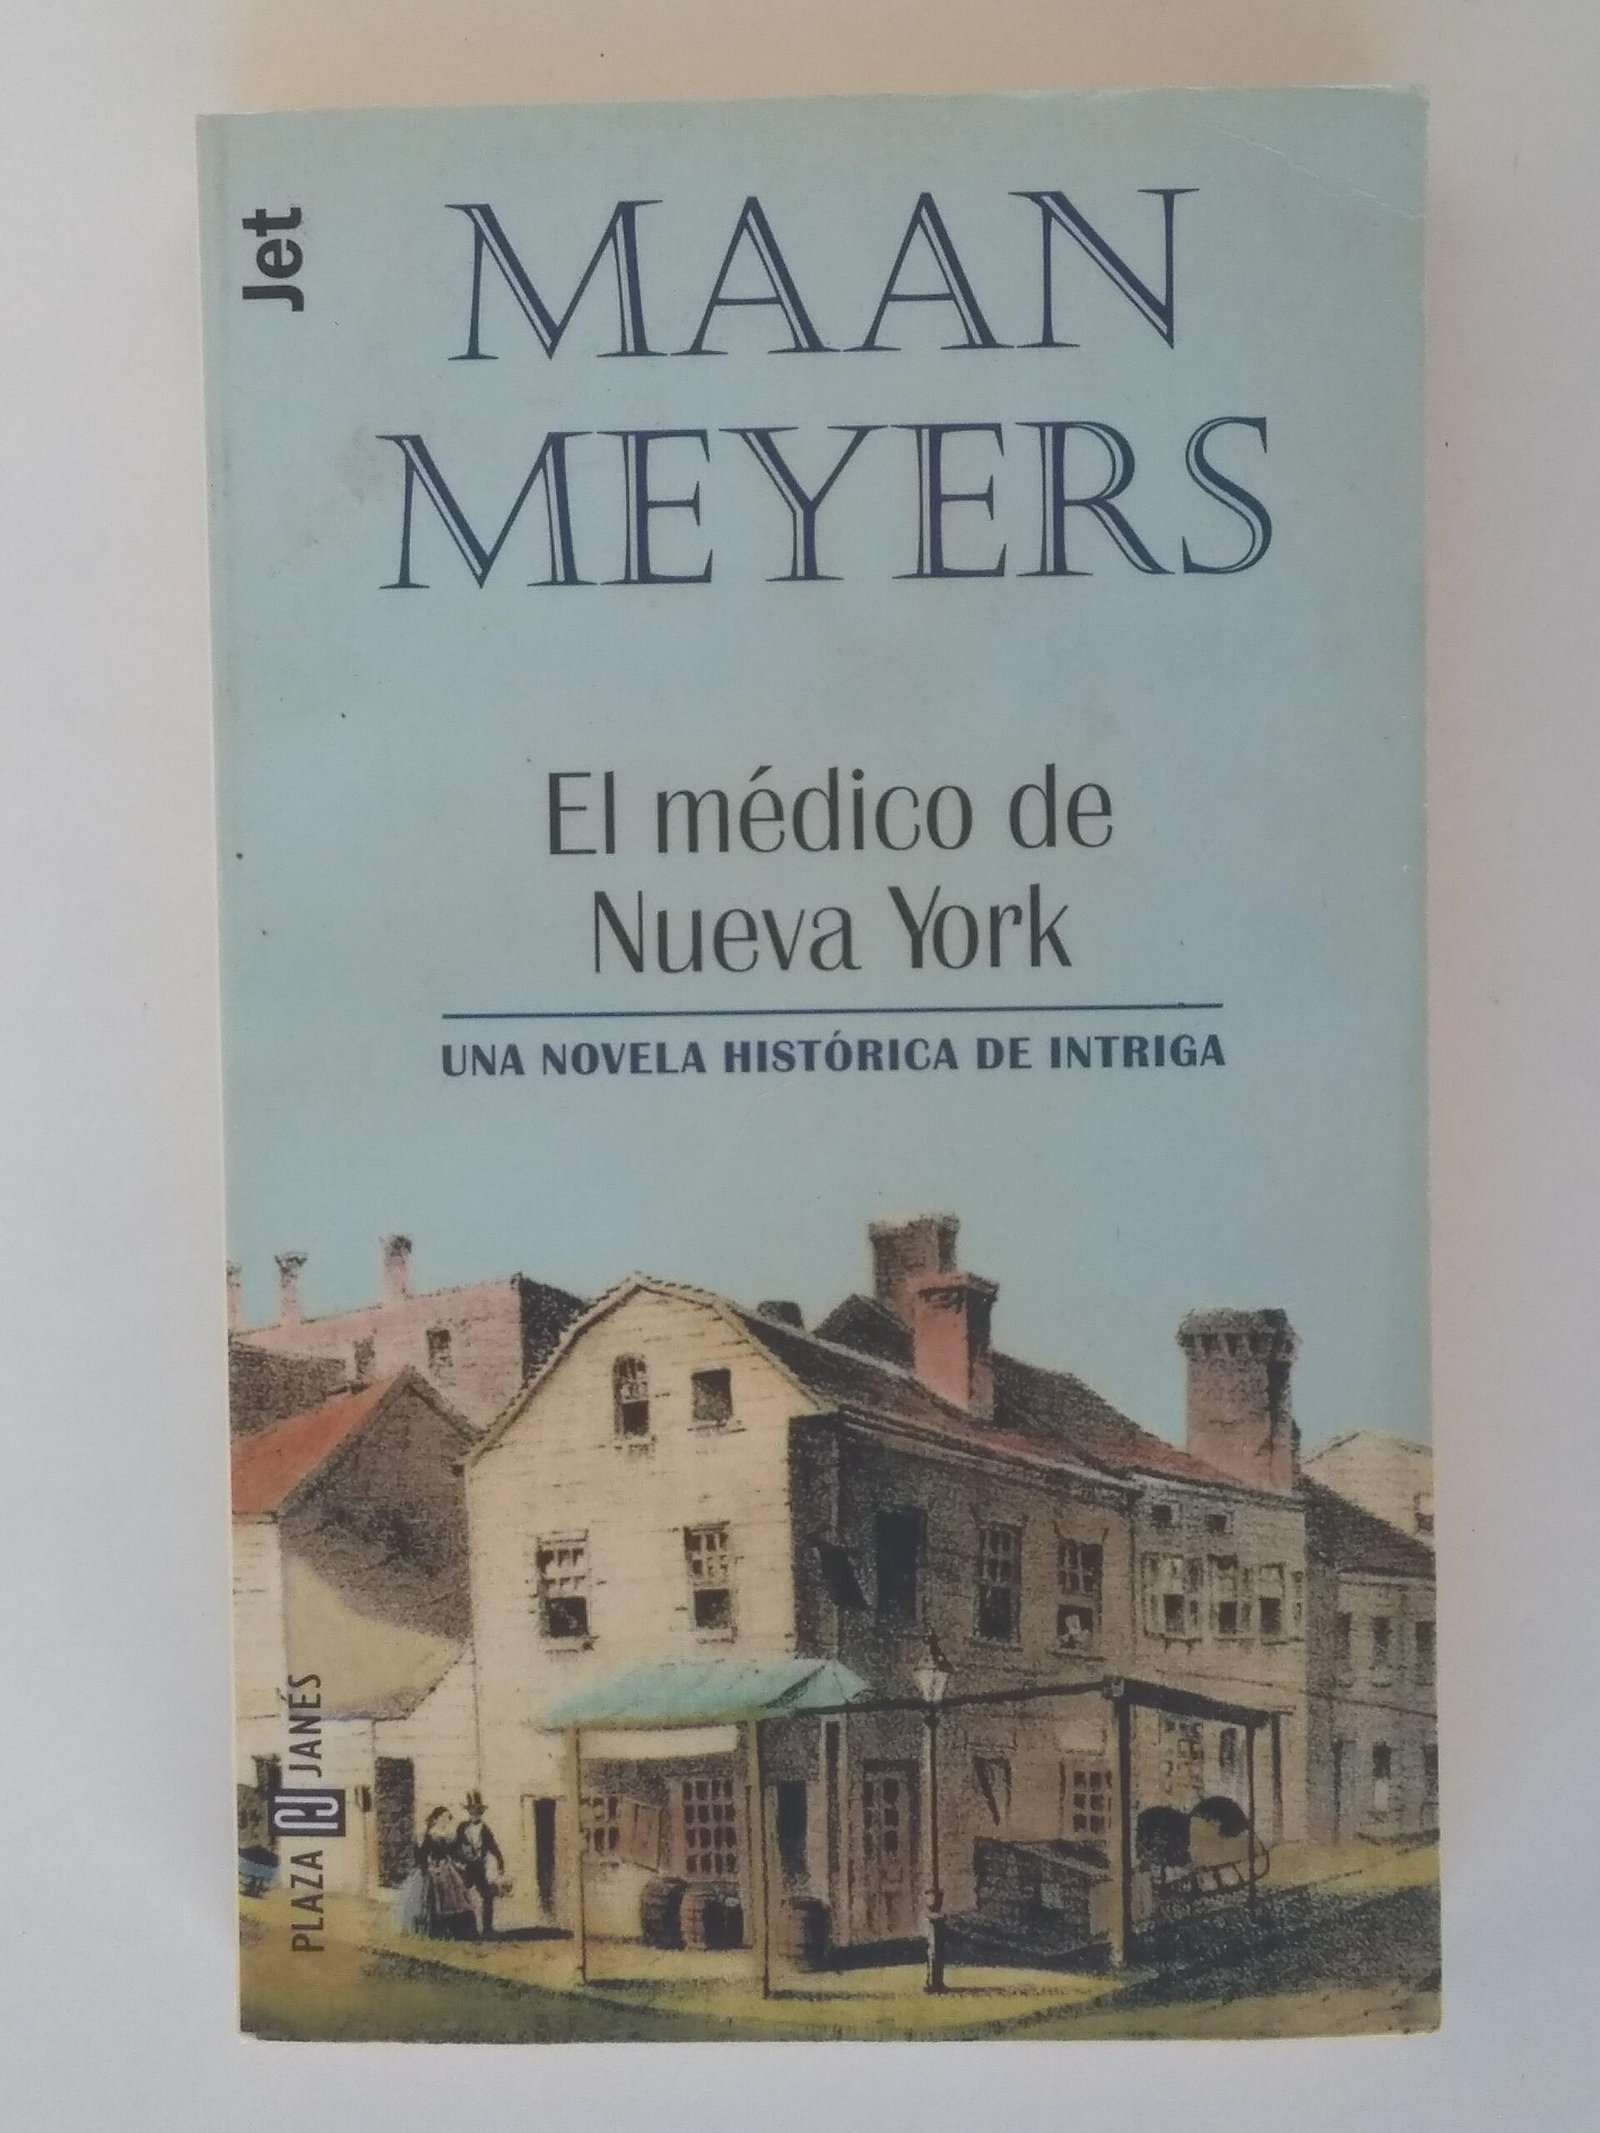 Jet
MAAN
MEYERS
El médico de
Nueva York
UNA NOVELA HISTÓRICA DE INTRIGA
PLAZA PJ JANÉS